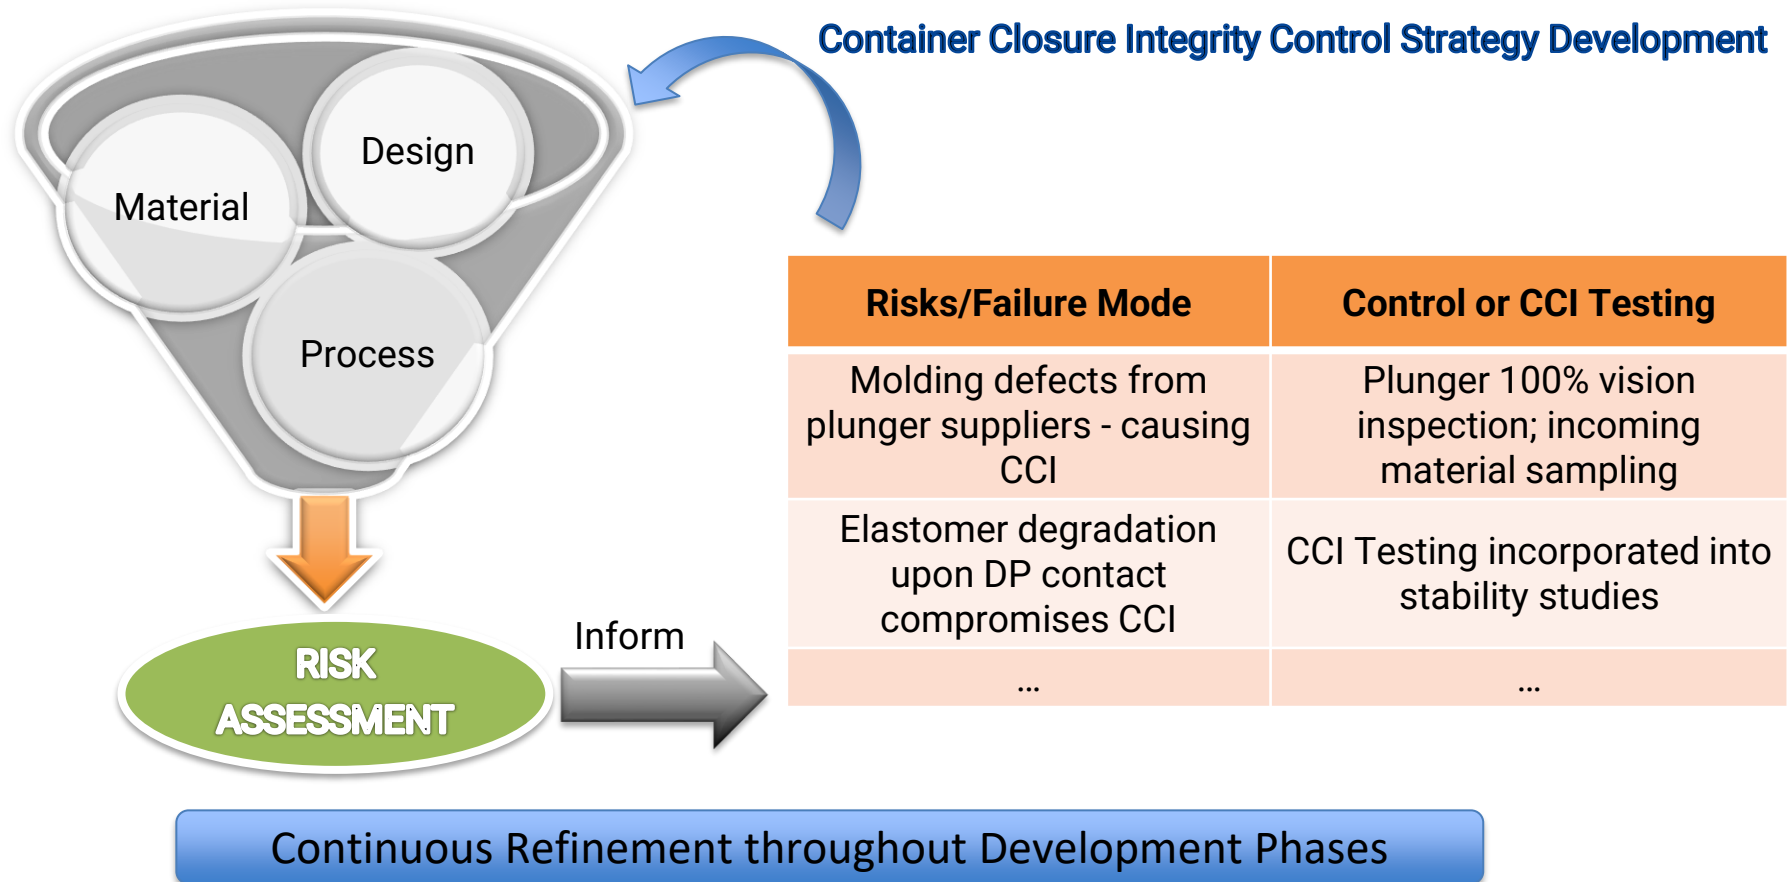 Container Closure Integrity Control Strategy Development
Design
Material
Process
RISK
ASSESSMENT
Inform
Risks/Failure Mode
Control or CCI Testing
Molding defects from
plunger suppliers - causing
CCI
Plunger 100% vision
inspection; incoming
material sampling
Elastomer degradation
upon DP contact
compromises CCI
CCI Testing incorporated into
stability studies
...
...
Continuous Refinement throughout Development Phases